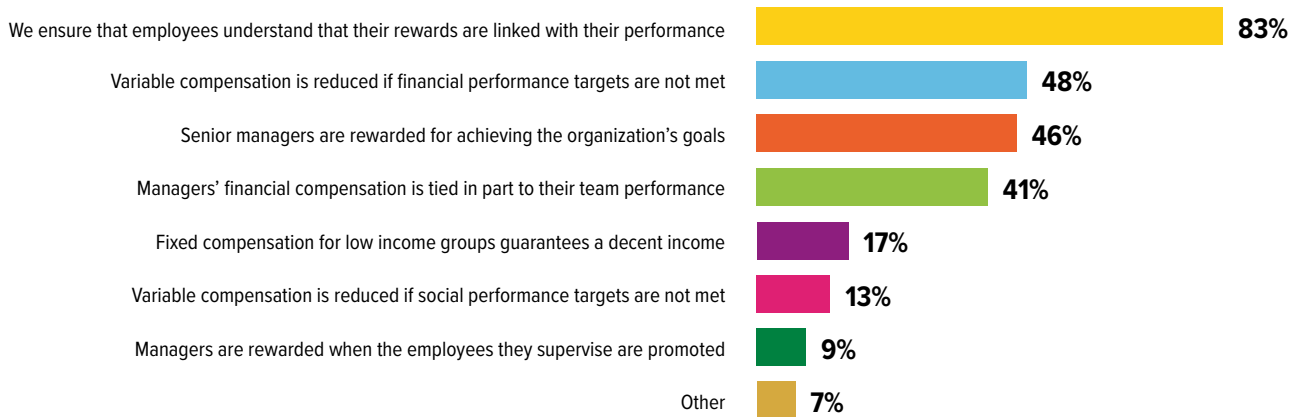 We ensure that employees understand that their rewards are linked with their performance 83%
Variable compensation is reduced if financial performance targets are not met 48%
Senior managers are rewarded for achieving the organization’s goals 46%
Managers’ financial compensation is tied in part to their team performance 41%
Fixed compensation for low income groups guarantees a decent income 17%
Variable compensation is reduced if social performance targets are not met 13%
Managers are rewarded when the employees they supervise are promoted 9%
Other 7%